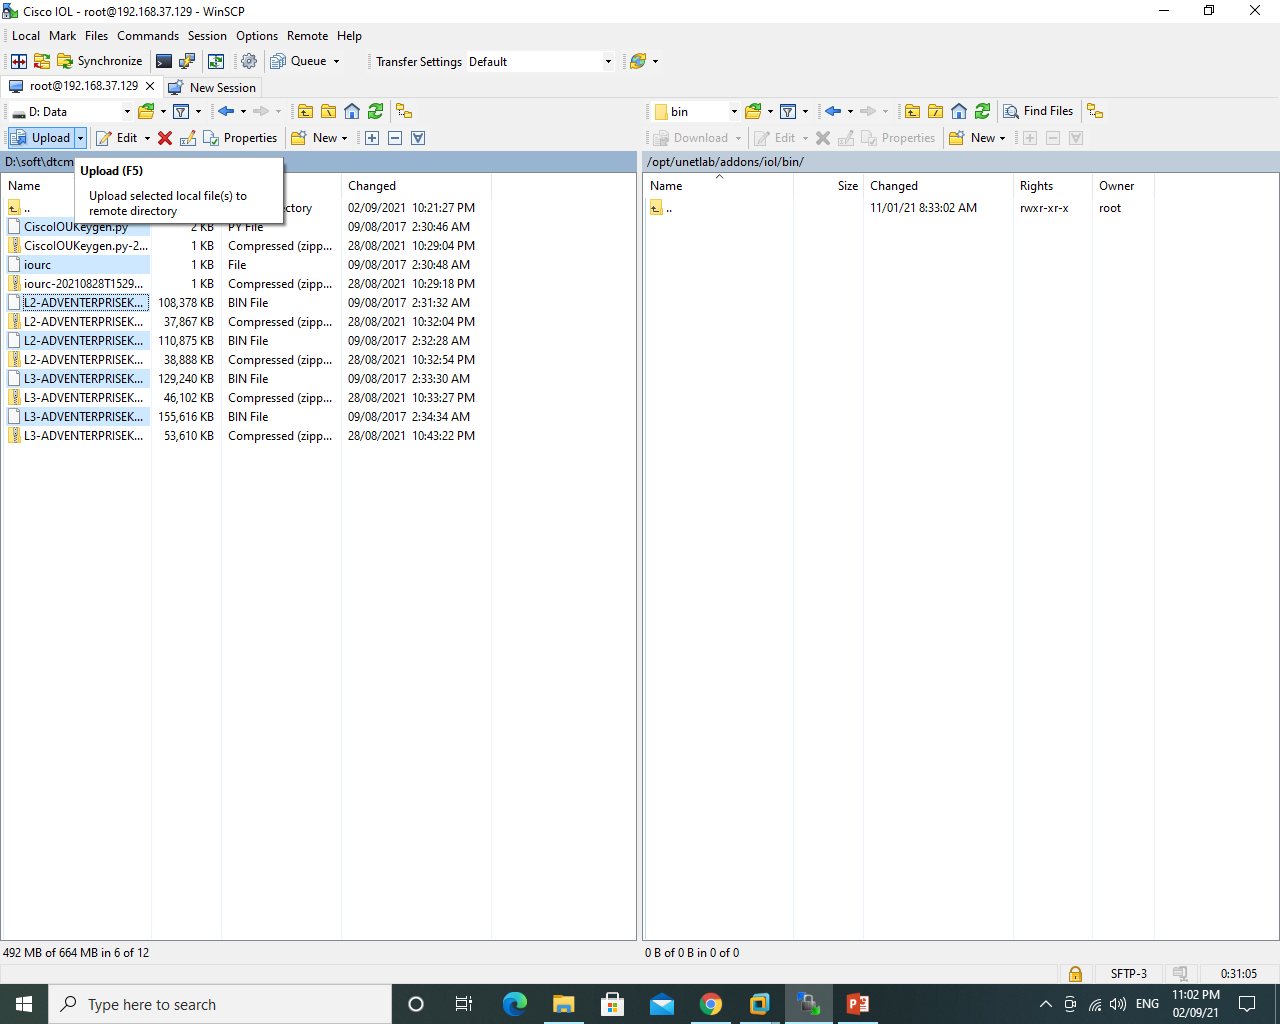 Cisco IOL - root@192.168.37.129 - WinSCP
Local Mark Files Commands Session Options Remote Help
Synchronize Queue Transfer Settings Default
root@192.168.37.129 New Session
D: Data bin Find Files
Upload Edit Properties New Download Edit Properties New
D:\soft\dtcm /opt/unetlab/addons/iol/bin/
Upload (F5)
Upload selected local file(s) to
remote directory
Name Changed Name Size Changed Rights Owner
.. ectory 02/09/2021 10:21:27 PM .. 11/01/21 8:33:02 AM rwxr-xr-x root
CiscoIOUKeygen.py 2 KB PY File 09/08/2017 2:30:46 AM
CiscoIOUKeygen.py-2... 1 KB Compressed (zipp... 28/08/2021 10:29:04 PM
iourc 1 KB File 09/08/2017 2:30:48 AM
iourc-20210828T1529... 1 KB Compressed (zipp... 28/08/2021 10:29:18 PM
L2-ADVENTERPRISEK... 108,378 KB BIN File 09/08/2017 2:31:32 AM
L2-ADVENTERPRISEK... 37,867 KB Compressed (zipp... 28/08/2021 10:32:04 PM
L2-ADVENTERPRISEK... 110,875 KB BIN File 09/08/2017 2:32:28 AM
L2-ADVENTERPRISEK... 38,888 KB Compressed (zipp... 28/08/2021 10:32:54 PM
L3-ADVENTERPRISEK... 129,240 KB BIN File 09/08/2017 2:33:30 AM
L3-ADVENTERPRISEK... 46,102 KB Compressed (zipp... 28/08/2021 10:33:27 PM
L3-ADVENTERPRISEK... 155,616 KB BIN File 09/08/2017 2:34:34 AM
L3-ADVENTERPRISEK... 53,610 KB Compressed (zipp... 28/08/2021 10:43:22 PM
492 MB of 664 MB in 6 of 12 0 B of 0 B in 0 of 0
SFTP-3 0:31:05
Type here to search ENG 11:02 PM
02/09/21